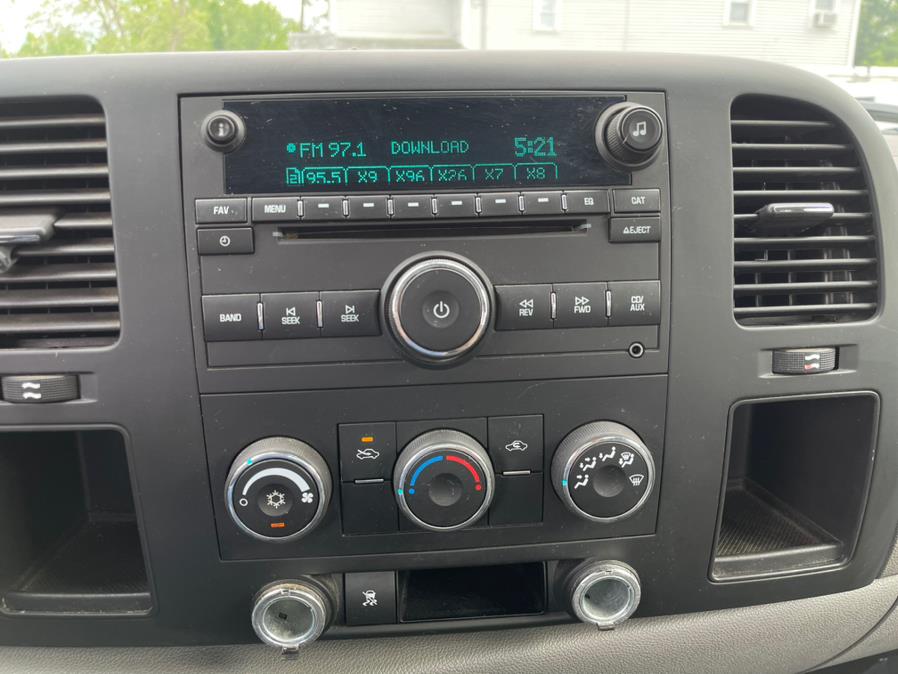 FM 97.1 DOWNLOAD 5:21
95.5 X9 X96 X26 X7 X8
FAV MENU EQ CAT
EJECT
BAND SEEK SEEK REV FWD CD/AUX